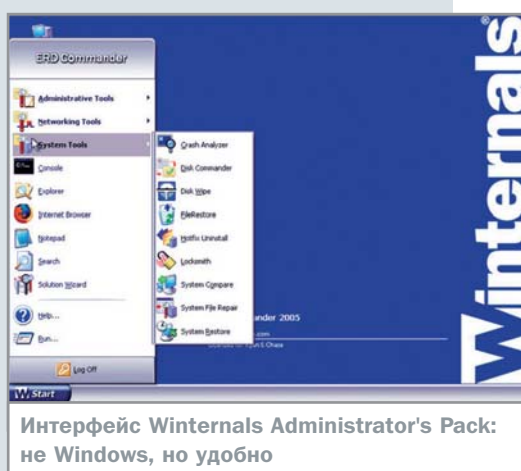 ERD Commander
Administrative Tools
Networking Tools
System Tools
Console
Explorer
Internet Browser
Notepad
Search
Solution Wizard
Help...
Run...
Log Off
Start
Crash Analyzer
Disk Commander
Disk Wipe
FileRestore
Hotfix Uninstall
Locksmith
System Compare
System File Repair
System Restore
ander 2005
.com
Winternals®
Интерфейс Winternals Administrator's Pack:
не Windows, но удобно